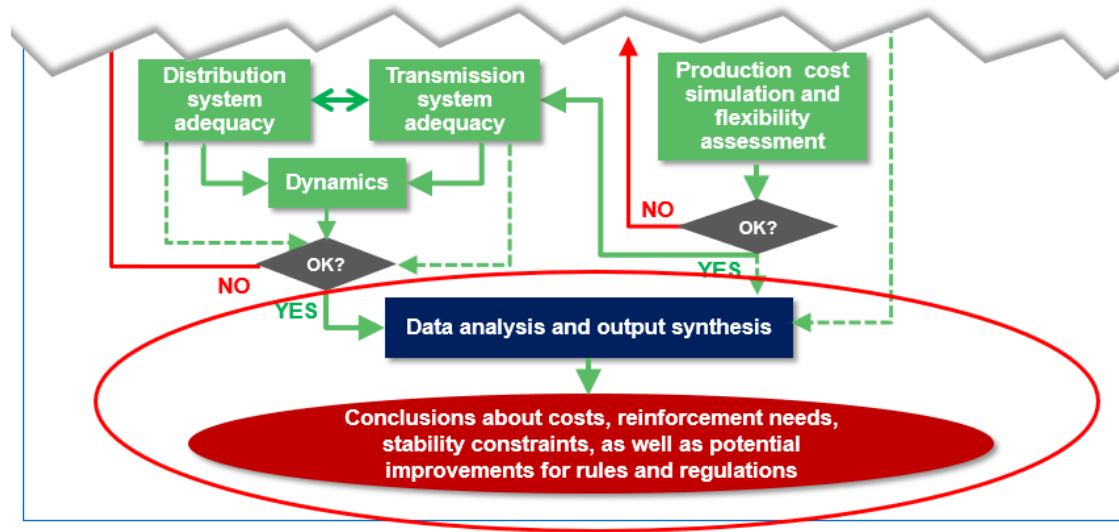 Distribution
system
adequacy
Transmission
system
adequacy
Production cost
simulation and
flexibility
assessment
Dynamics
NO
OK?
OK?
YES
NO
YES
Data analysis and output synthesis
Conclusions about costs, reinforcement needs,
stability constraints, as well as potential
improvements for rules and regulations